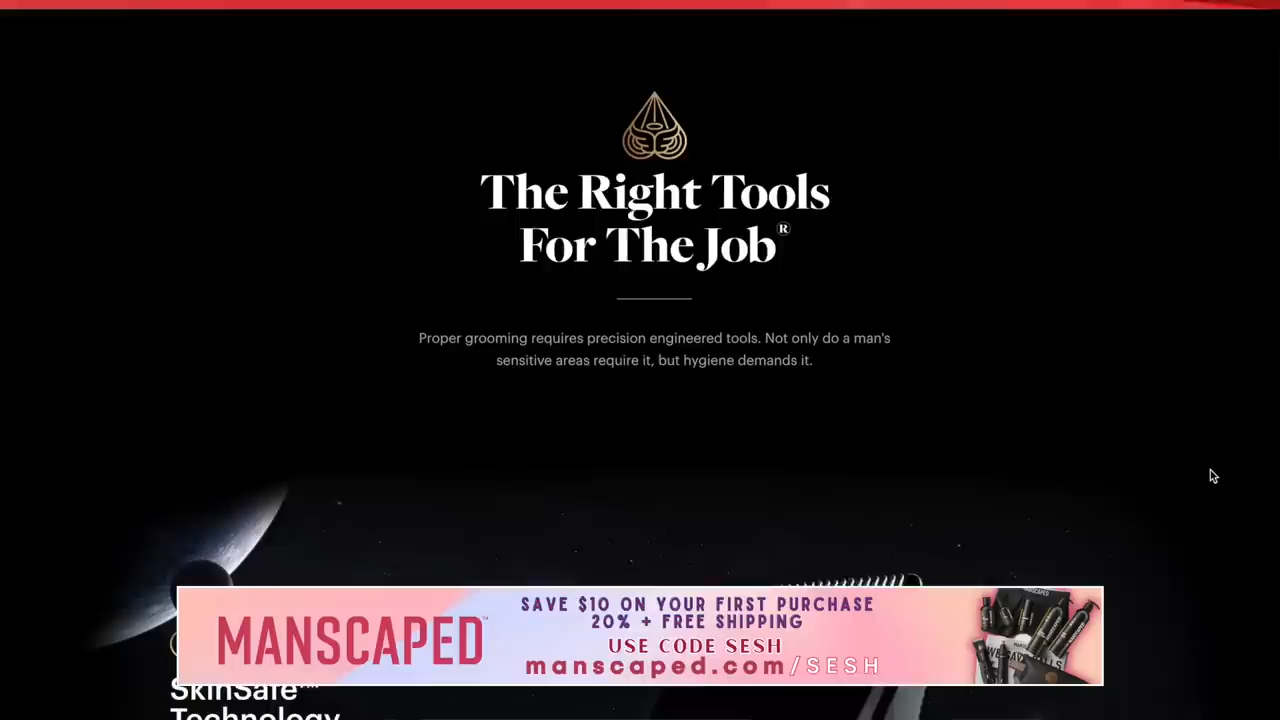 The Right Tools
For The Job®
Proper grooming requires precision engineered tools. Not only do a man's
sensitive areas require it, but hygiene demands it.
MANSCAPED™
SAVE $10 ON YOUR FIRST PURCHASE
20% + FREE SHIPPING
USE CODE SESH
manscaped.com/SESH
SkinSafe™
Technology